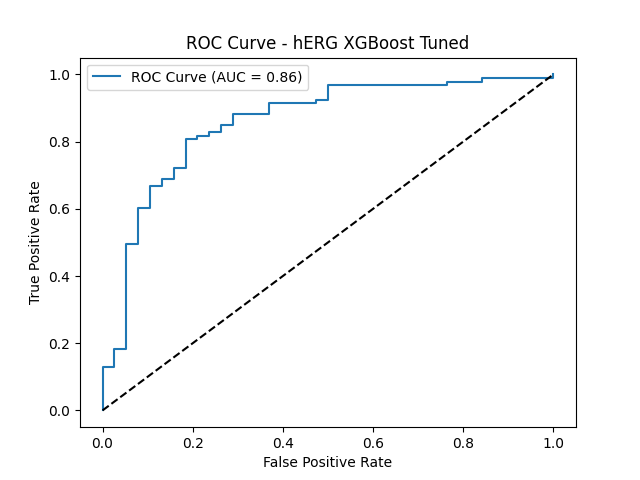 ROC Curve - hERG XGBoost Tuned
ROC Curve (AUC = 0.86)
True Positive Rate
1.0
0.8
0.6
0.4
0.2
0.0
0.0 0.2 0.4 0.6 0.8 1.0
False Positive Rate